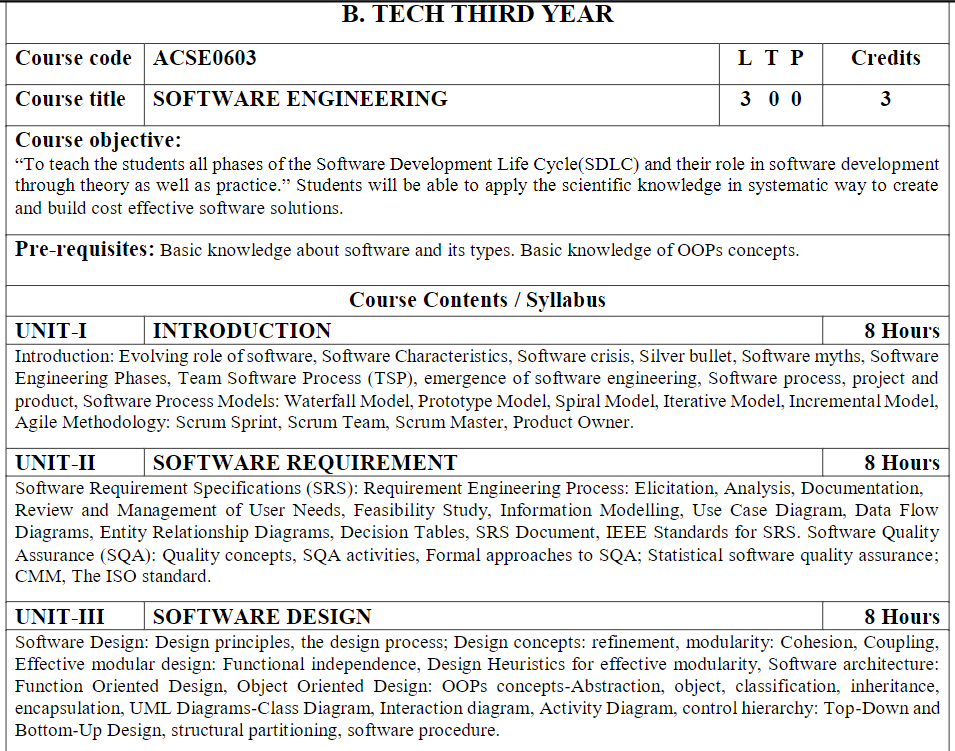 B. TECH THIRD YEAR
Course code ACSE0603 L T P Credits
Course title SOFTWARE ENGINEERING 3 0 0 3
Course objective:
“To teach the students all phases of the Software Development Life Cycle(SDLC) and their role in software development
through theory as well as practice.” Students will be able to apply the scientific knowledge in systematic way to create
and build cost effective software solutions.
Pre-requisites: Basic knowledge about software and its types. Basic knowledge of OOPs concepts.
Course Contents / Syllabus
UNIT-I INTRODUCTION 8 Hours
Introduction: Evolving role of software, Software Characteristics, Software crisis, Silver bullet, Software myths, Software
Engineering Phases, Team Software Process (TSP), emergence of software engineering, Software process, project and
product, Software Process Models: Waterfall Model, Prototype Model, Spiral Model, Iterative Model, Incremental Model,
Agile Methodology: Scrum Sprint, Scrum Team, Scrum Master, Product Owner.
UNIT-II SOFTWARE REQUIREMENT 8 Hours
Software Requirement Specifications (SRS): Requirement Engineering Process: Elicitation, Analysis, Documentation,
Review and Management of User Needs, Feasibility Study, Information Modelling, Use Case Diagram, Data Flow
Diagrams, Entity Relationship Diagrams, Decision Tables, SRS Document, IEEE Standards for SRS. Software Quality
Assurance (SQA): Quality concepts, SQA activities, Formal approaches to SQA; Statistical software quality assurance;
CMM, The ISO standard.
UNIT-III SOFTWARE DESIGN 8 Hours
Software Design: Design principles, the design process; Design concepts: refinement, modularity: Cohesion, Coupling,
Effective modular design: Functional independence, Design Heuristics for effective modularity, Software architecture:
Function Oriented Design, Object Oriented Design: OOPs concepts-Abstraction, object, classification, inheritance,
encapsulation, UML Diagrams-Class Diagram, Interaction diagram, Activity Diagram, control hierarchy: Top-Down and
Bottom-Up Design, structural partitioning, software procedure.